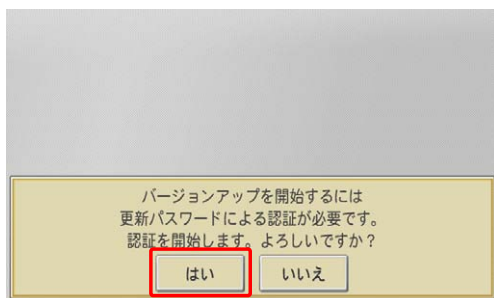 バージョンアップを開始するには
更新パスワードによる認証が必要です。
認証を開始します。よろしいですか？
はい いいえ